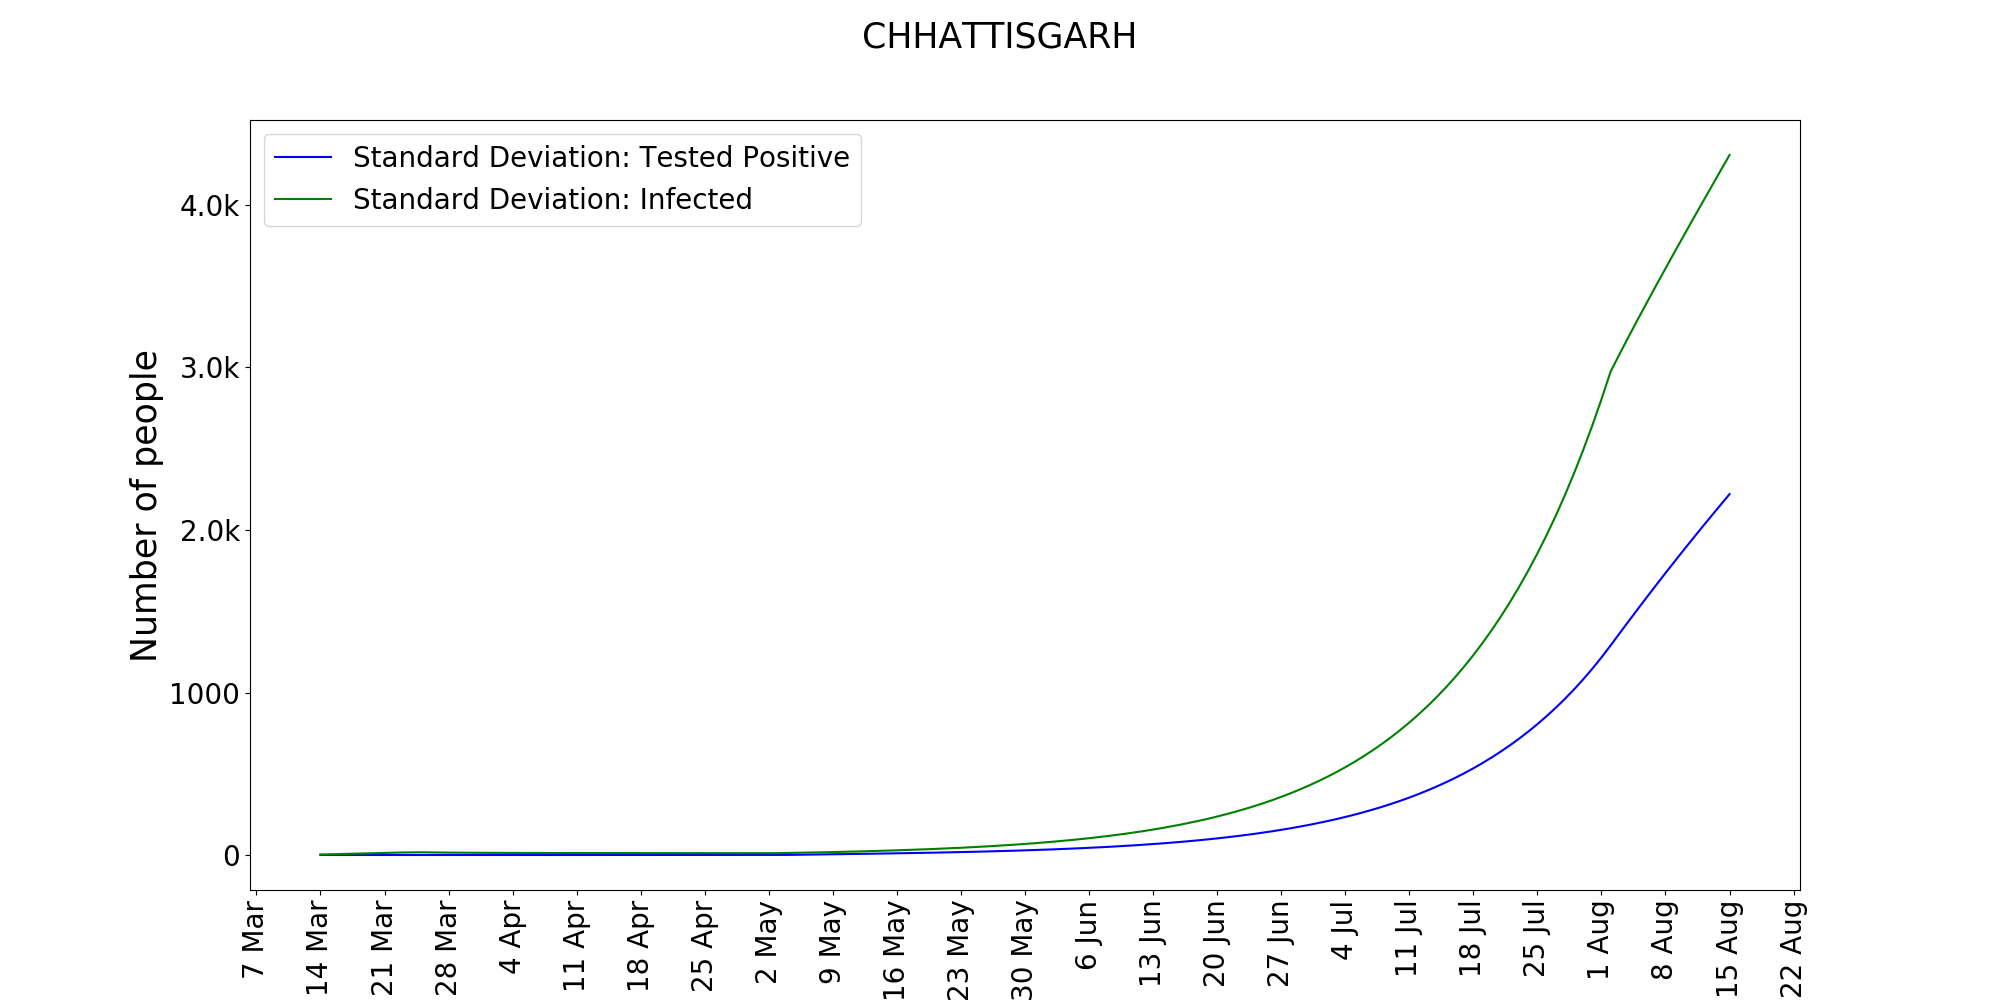 CHHATTISGARH
Standard Deviation: Tested Positive
Standard Deviation: Infected
Number of people
4.0k
3.0k
2.0k
1000
0
7 Mar
14 Mar
21 Mar
28 Mar
4 Apr
11 Apr
18 Apr
25 Apr
2 May
9 May
16 May
23 May
30 May
6 Jun
13 Jun
20 Jun
27 Jun
4 Jul
11 Jul
18 Jul
25 Jul
1 Aug
8 Aug
15 Aug
22 Aug